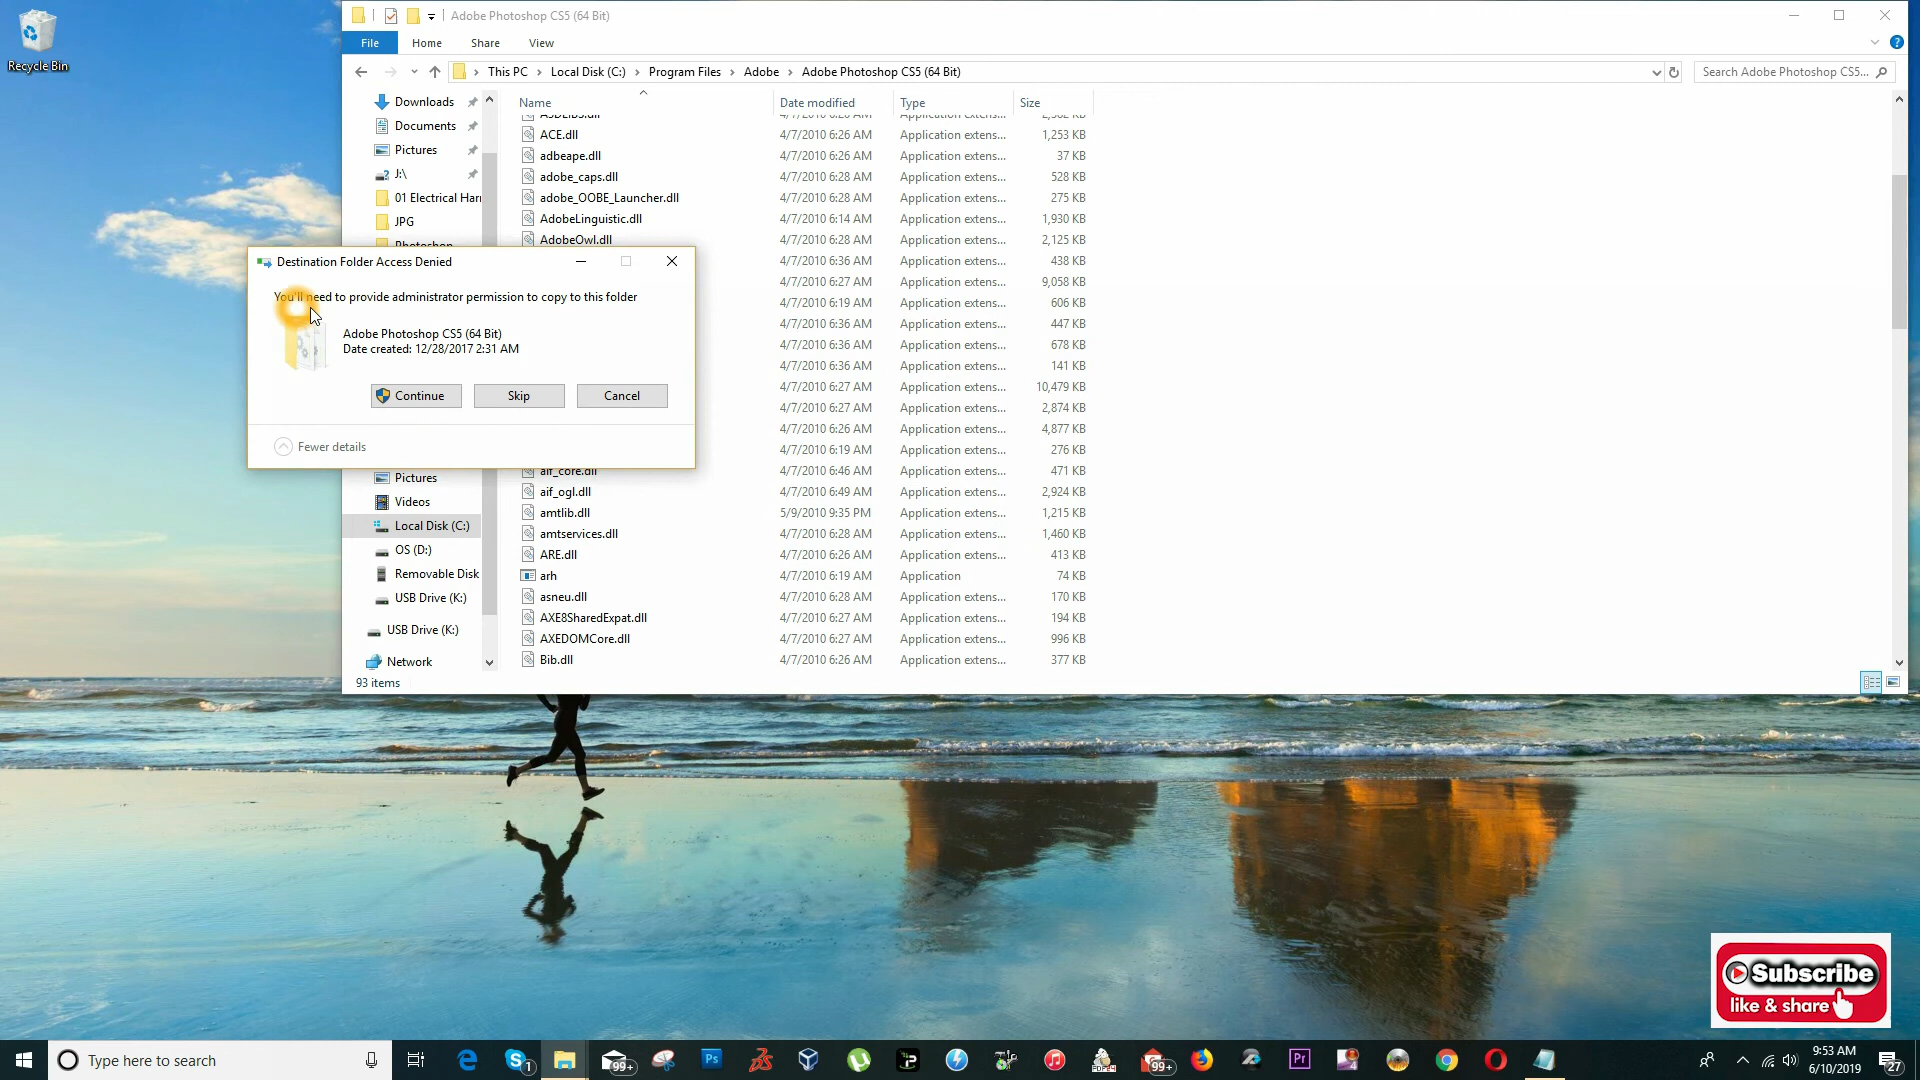 Recycle Bin
Adobe Photoshop CS5 (64 Bit)
File
Home
Share
View
This PC
Local Disk (C:)
Program Files
Adobe
Adobe Photoshop CS5 (64 Bit)
Search Adobe Photoshop CS5...
Name
Date modified
Type
Size
Downloads
Documents
Pictures
J:\
01 Electrical Har
JPG
ACE.dll 4/7/2010 6:26 AM Application extens... 1,253 KB
adbeape.dll 4/7/2010 6:26 AM Application extens... 37 KB
adobe_caps.dll 4/7/2010 6:28 AM Application extens... 528 KB
adobe_OOBE_Launcher.dll 4/7/2010 6:28 AM Application extens... 275 KB
AdobeLinguistic.dll 4/7/2010 6:14 AM Application extens... 1,930 KB
AdobeOwl.dll 4/7/2010 6:28 AM Application extens... 2,125 KB
4/7/2010 6:36 AM Application extens... 438 KB
4/7/2010 6:27 AM Application extens... 9,058 KB
4/7/2010 6:19 AM Application extens... 606 KB
4/7/2010 6:36 AM Application extens... 447 KB
4/7/2010 6:36 AM Application extens... 678 KB
4/7/2010 6:36 AM Application extens... 141 KB
4/7/2010 6:27 AM Application extens... 10,479 KB
4/7/2010 6:27 AM Application extens... 2,874 KB
4/7/2010 6:26 AM Application extens... 4,877 KB
4/7/2010 6:19 AM Application extens... 276 KB
aif_core.dll 4/7/2010 6:46 AM Application extens... 471 KB
aif_ogl.dll 4/7/2010 6:49 AM Application extens... 2,924 KB
amtlib.dll 5/9/2010 9:35 PM Application extens... 1,215 KB
amtservices.dll 4/7/2010 6:28 AM Application extens... 1,460 KB
ARE.dll 4/7/2010 6:26 AM Application extens... 413 KB
arh 4/7/2010 6:19 AM Application 74 KB
asneu.dll 4/7/2010 6:28 AM Application extens... 170 KB
AXE8SharedExpat.dll 4/7/2010 6:27 AM Application extens... 194 KB
AXEDOMCore.dll 4/7/2010 6:27 AM Application extens... 996 KB
Bib.dll 4/7/2010 6:26 AM Application extens... 377 KB
Destination Folder Access Denied
You'll need to provide administrator permission to copy to this folder
Adobe Photoshop CS5 (64 Bit)
Date created: 12/28/2017 2:31 AM
Continue
Skip
Cancel
Fewer details
Pictures
Videos
Local Disk (C:)
OS (D:)
Removable Disk
USB Drive (K:)
USB Drive (K:)
Network
93 items
Subscribe
like & share
Type here to search
1
99+
Ps
99+
Pr
9:53 AM
6/10/2019
27